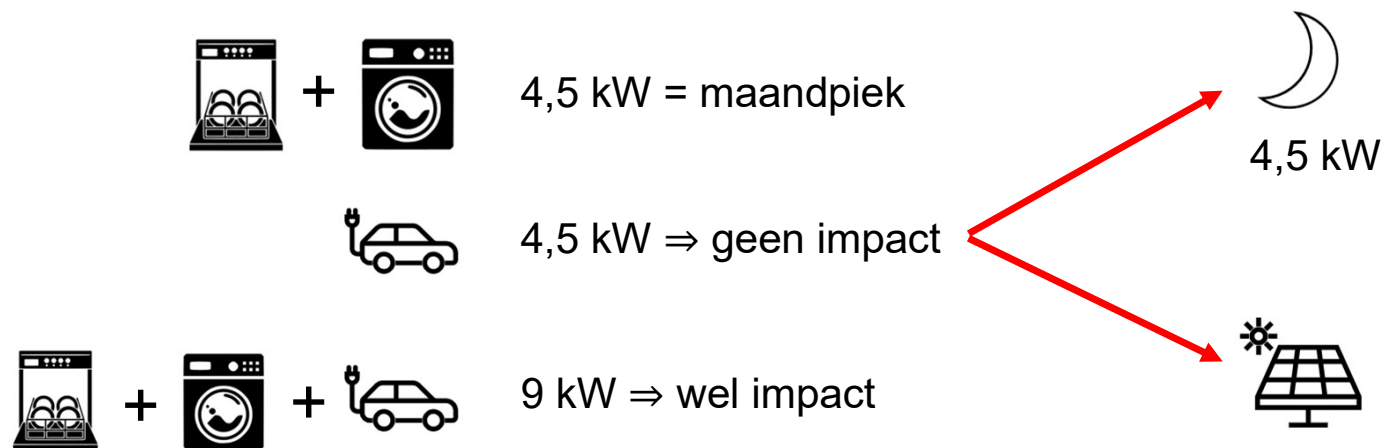 + 4,5 kW = maandpiek
4,5 kW
4,5 kW ⇒ geen impact
+ + 9 kW ⇒ wel impact